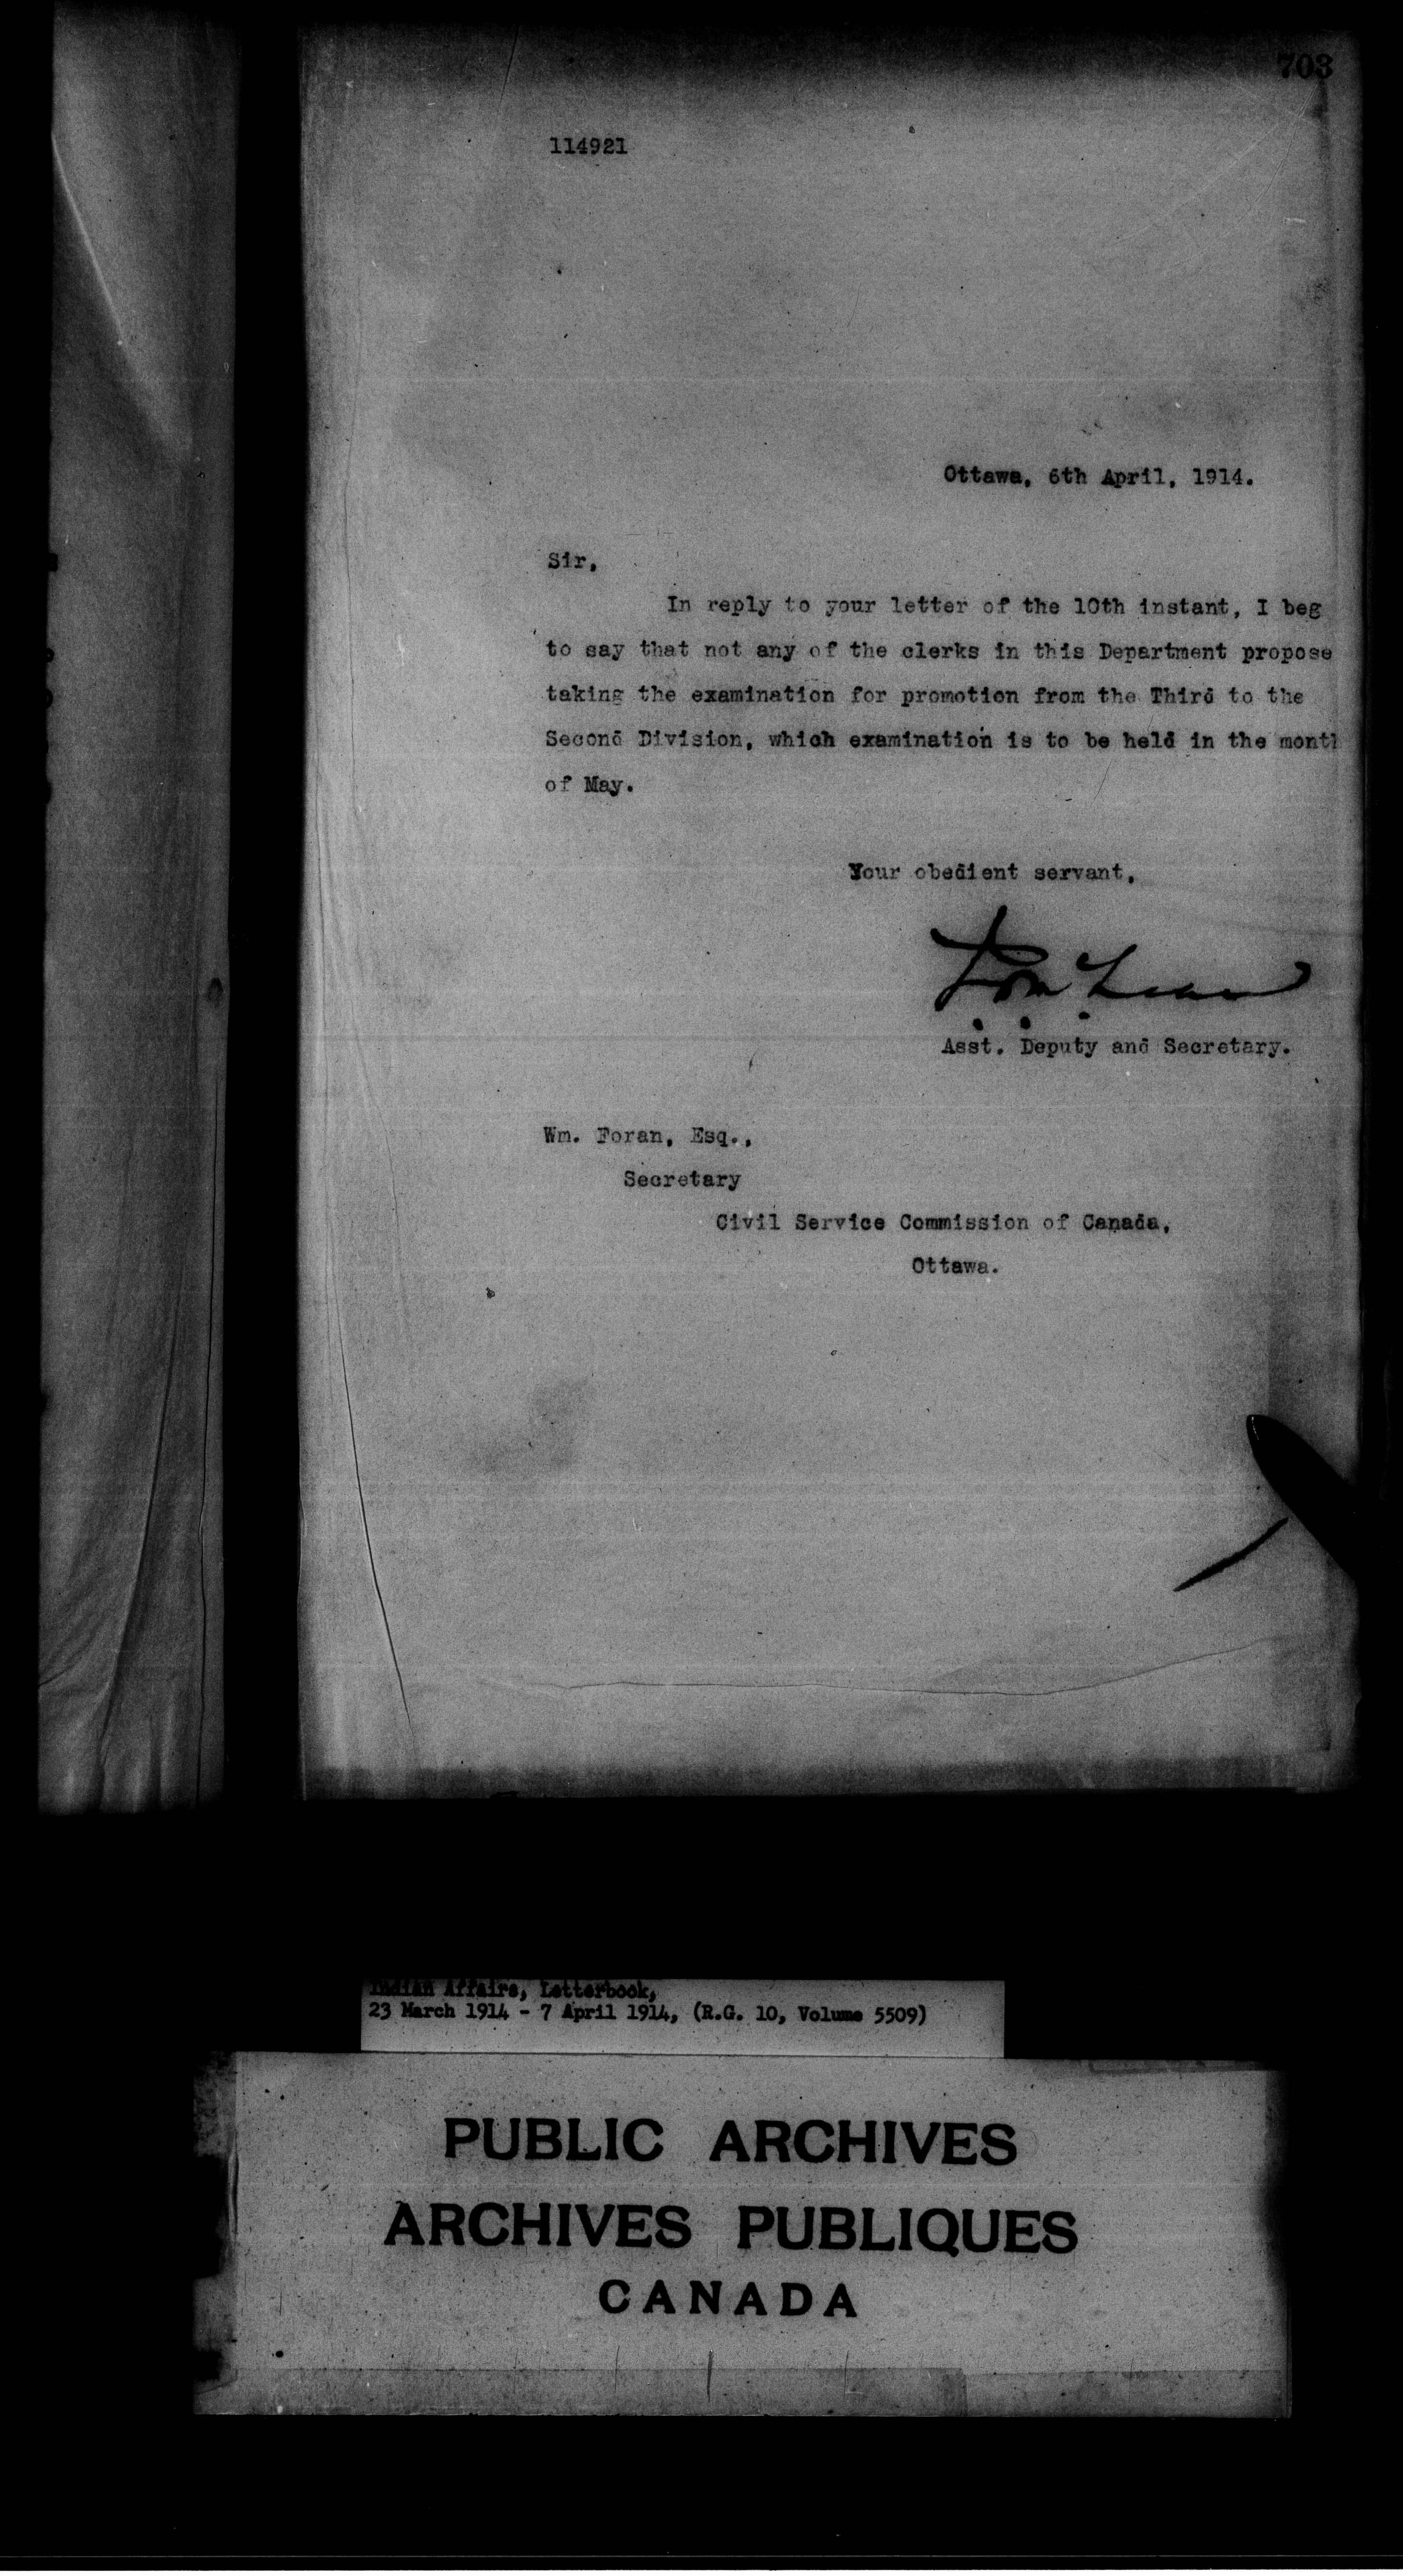 703
114921
Ottawa, 6th April, 1914.
Sir,
In reply to your letter of the 10th instant, I beg
to say that not any of the clerks in this Department propose
taking the examination for promotion from the Third to the
Second Division, which examination is to be held in the month
of May.
Your obedient servant,
Asst. Deputy and Secretary.
Wm. Foran, Esq.,
Secretary
Civil Service Commission of Canada,
Ottawa.
Indian Affairs, Letterbook,
23 March 1914 - 7 April 1914, (R.G. 10, Volume 5509)
PUBLIC ARCHIVES
ARCHIVES PUBLIQUES
CANADA